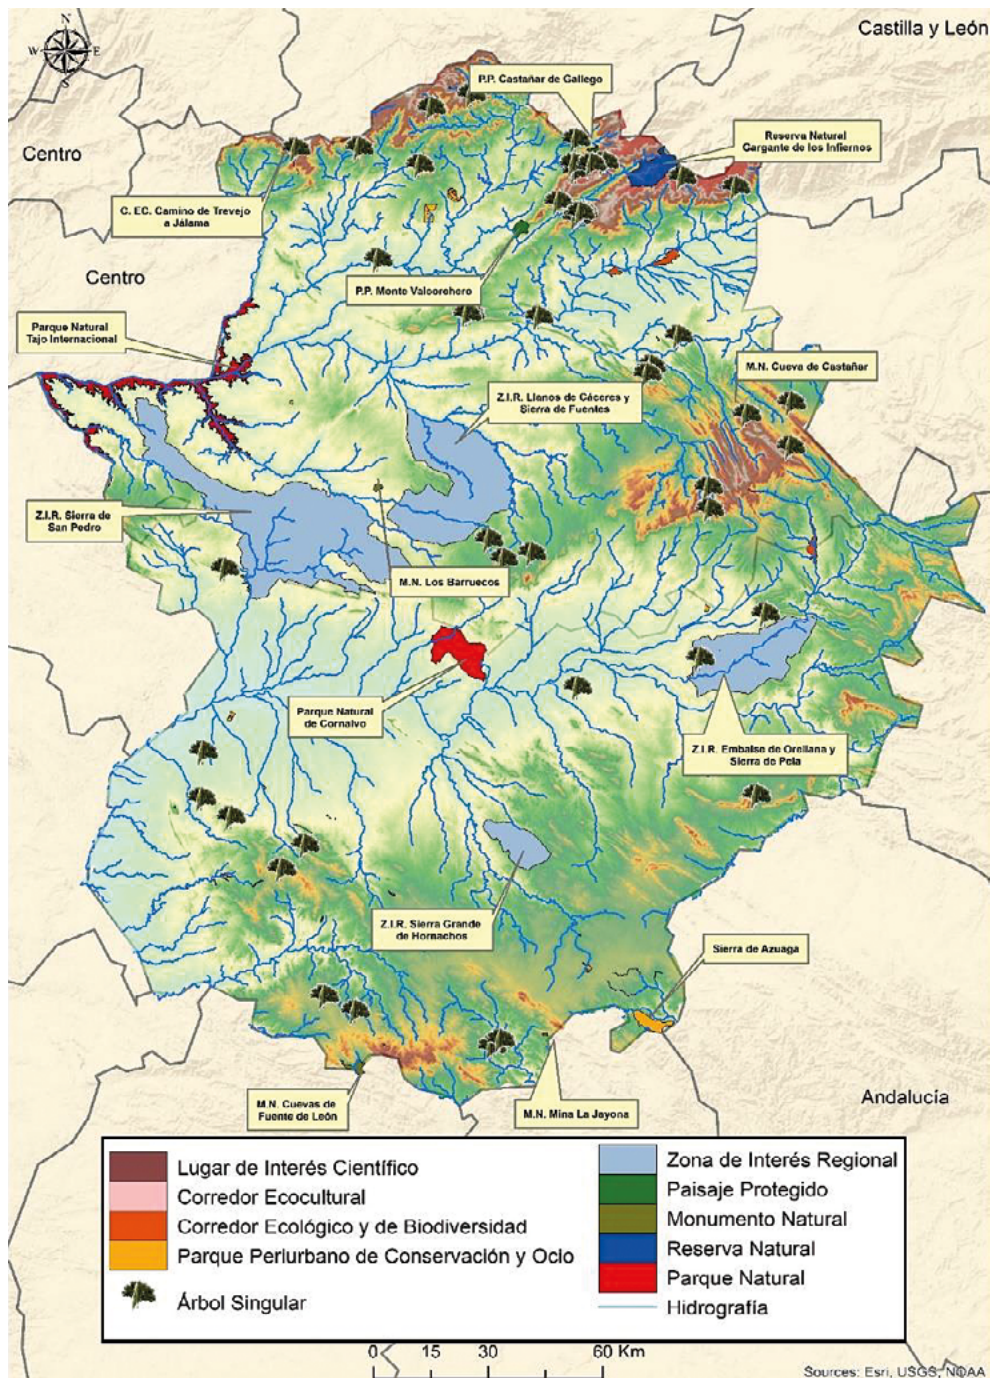 N
W
E
S
Castilla y León
P.P. Castañar de Gallego
Centro
Reserva Natural
Gargante de los Infiernos
C. EC. Camino de Trevejo
a Jálama
Centro
P.P. Monte Valcorchero
Parque Natural
Tajo Internacional
M.N. Cueva de Castañar
Z.I.R. Llanos de Cáceres y
Sierra de Fuentes
Z.I.R. Sierra de
San Pedro
M.N. Los Barruecos
Parque Natural
de Cornalvo
Z.I.R. Embalse de Orellana y
Sierra de Pela
Z.I.R. Sierra Grande
de Hornachos
Sierra de Azuaga
M.N. Cuevas de
Fuente de León
M.N. Mina La Jayona
Andalucía
Lugar de Interés Científico
Corredor Ecocultural
Corredor Ecológico y de Biodiversidad
Parque Periurbano de Conservación y Ocio
Árbol Singular
Zona de Interés Regional
Paisaje Protegido
Monumento Natural
Reserva Natural
Parque Natural
Hidrografía
0 15 30 60 Km
Sources: Esri, USGS, NOAA